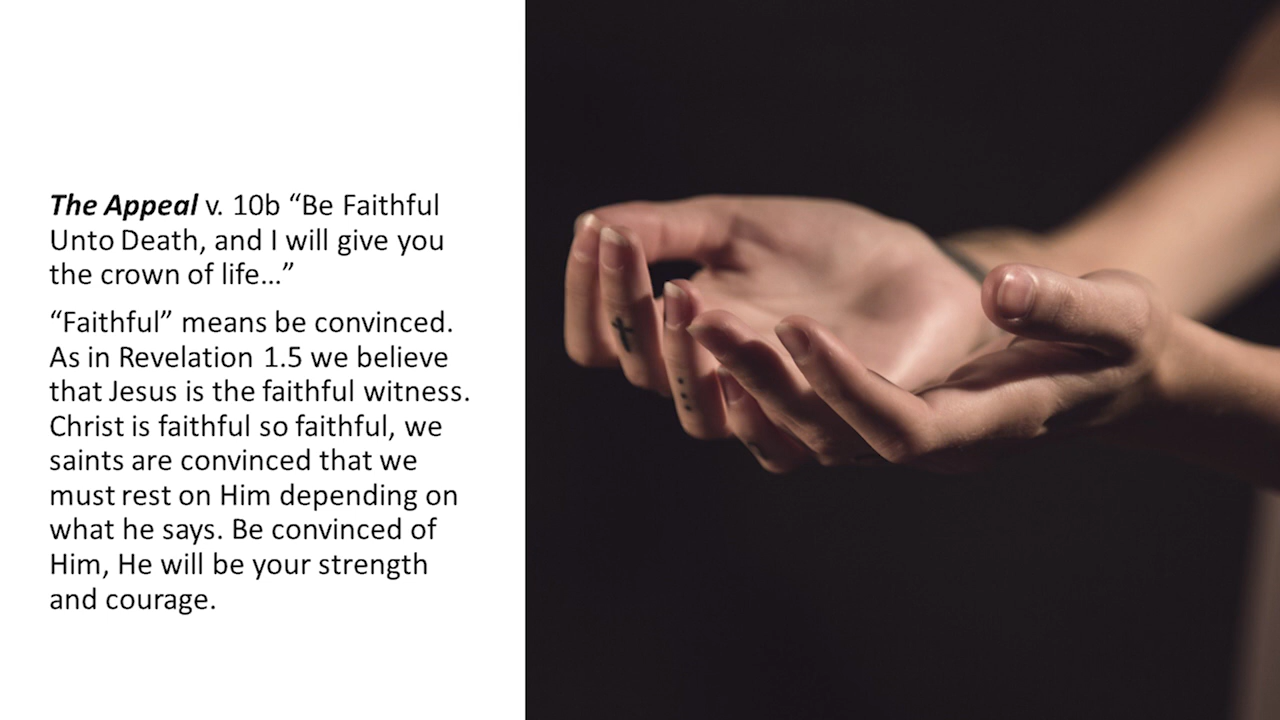 The Appeal v. 10b “Be Faithful
Unto Death, and I will give you
the crown of life…”
“Faithful” means be convinced.
As in Revelation 1.5 we believe
that Jesus is the faithful witness.
Christ is faithful so faithful, we
saints are convinced that we
must rest on Him depending on
what he says. Be convinced of
Him, He will be your strength
and courage.